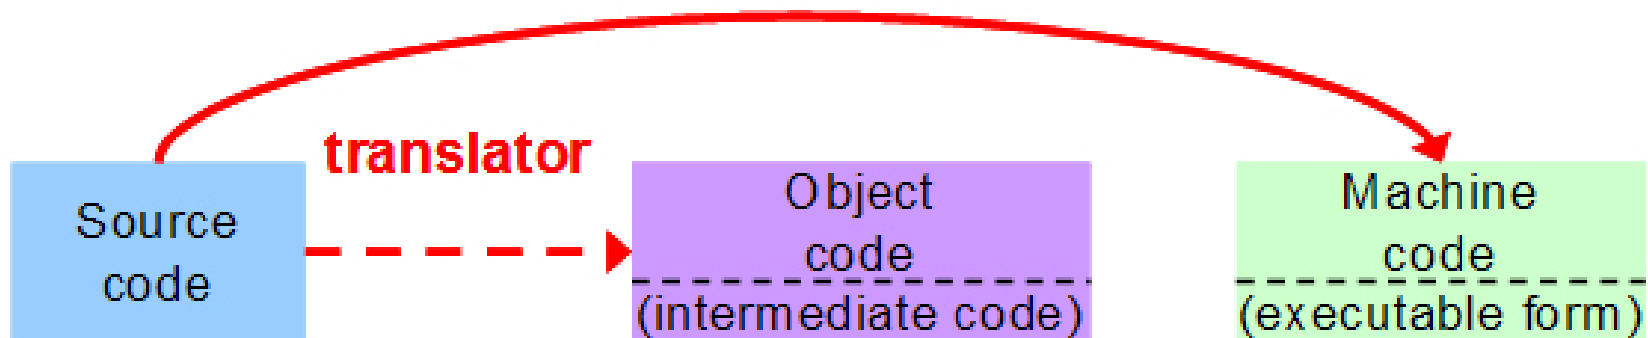 translator
Source
code
Object
code
(intermediate code)
Machine
code
(executable form)